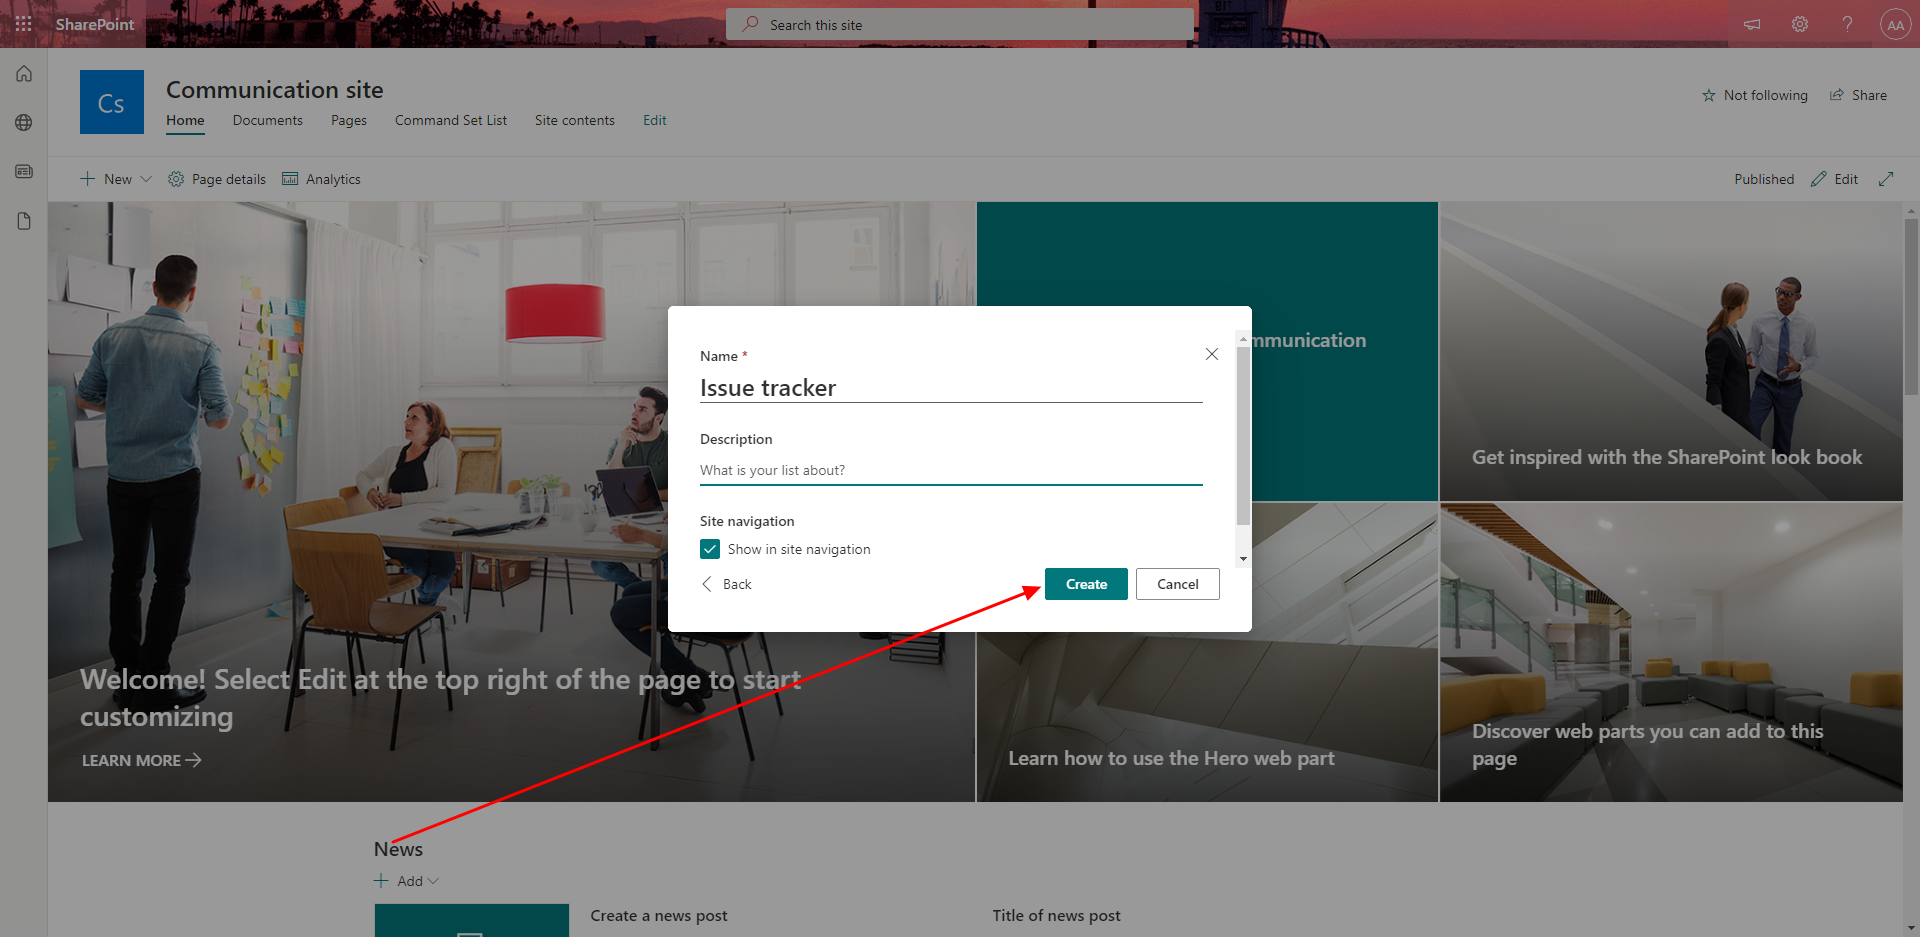 SharePoint
Search this site
?
AA
Cs
Communication site
Not following
Share
Home
Documents
Pages
Command Set List
Site contents
Edit
New
Page details
Analytics
Published
Edit
mmunication
Name *
Issue tracker
Description
What is your list about?
Site navigation
Show in site navigation
Back
Create
Cancel
Get inspired with the SharePoint look book
Welcome! Select Edit at the top right of the page to start
customizing
LEARN MORE
Learn how to use the Hero web part
Discover web parts you can add to this
page
News
Add
Create a news post
Title of news post